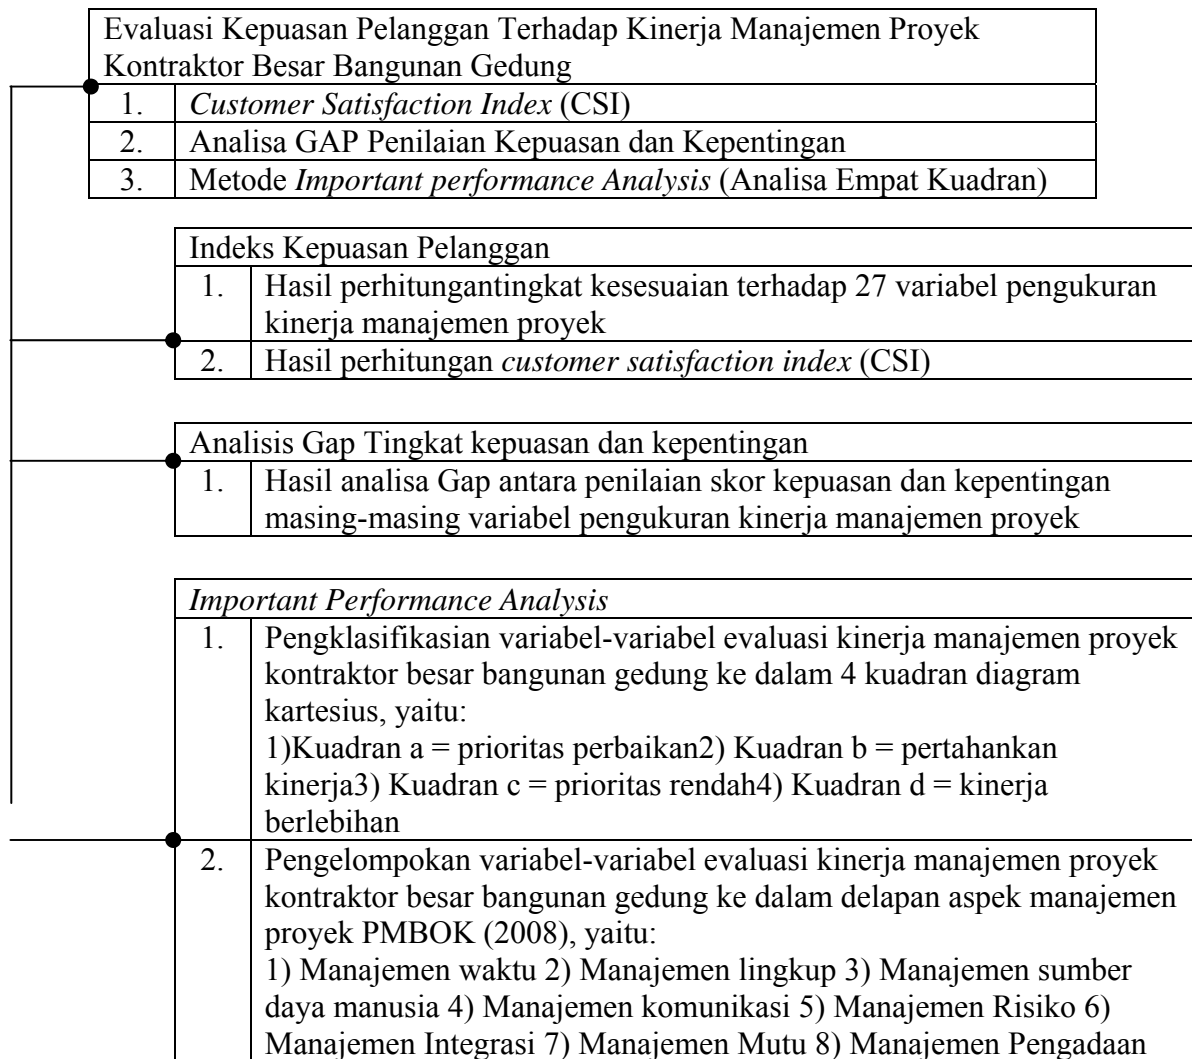 Evaluasi Kepuasan Pelanggan Terhadap Kinerja Manajemen Proyek
Kontraktor Besar Bangunan Gedung
1. Customer Satisfaction Index (CSI)
2. Analisa GAP Penilaian Kepuasan dan Kepentingan
3. Metode Important performance Analysis (Analisa Empat Kuadran)
Indeks Kepuasan Pelanggan
1. Hasil perhitungantingkat kesesuaian terhadap 27 variabel pengukuran
kinerja manajemen proyek
2. Hasil perhitungan customer satisfaction index (CSI)
Analisis Gap Tingkat kepuasan dan kepentingan
1. Hasil analisa Gap antara penilaian skor kepuasan dan kepentingan
masing-masing variabel pengukuran kinerja manajemen proyek
Important Performance Analysis
1. Pengklasifikasian variabel-variabel evaluasi kinerja manajemen proyek
kontraktor besar bangunan gedung ke dalam 4 kuadran diagram
kartesius, yaitu:
1)Kuadran a = prioritas perbaikan2) Kuadran b = pertahankan
kinerja3) Kuadran c = prioritas rendah4) Kuadran d = kinerja
berlebihan
2. Pengelompokan variabel-variabel evaluasi kinerja manajemen proyek
kontraktor besar bangunan gedung ke dalam delapan aspek manajemen
proyek PMBOK (2008), yaitu:
1) Manajemen waktu 2) Manajemen lingkup 3) Manajemen sumber
daya manusia 4) Manajemen komunikasi 5) Manajemen Risiko 6)
Manajemen Integrasi 7) Manajemen Mutu 8) Manajemen Pengadaan